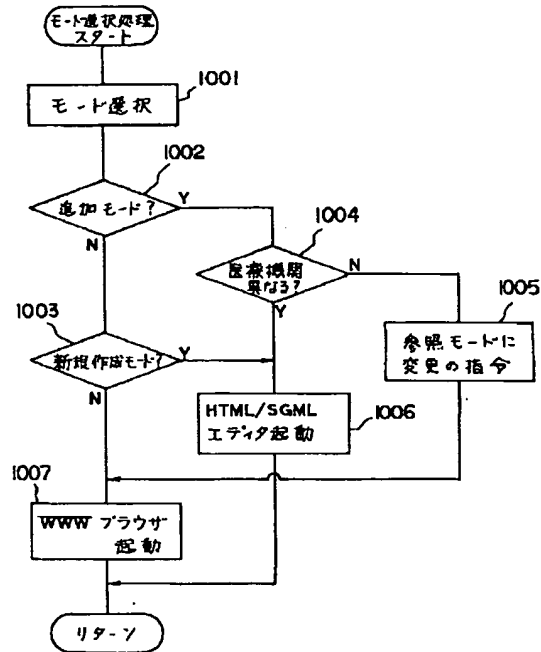 モード選択処理
スタート
1001
モード選択
1002
追加モード?
Y
N
1004
医療機関
異なる?
N
Y
1005
参照モードに
変更の指令
1003
新規作成モード?
Y
N
HTML/SGML
エディタ起動
1006
1007
WWW ブラウザ
起動
リターン